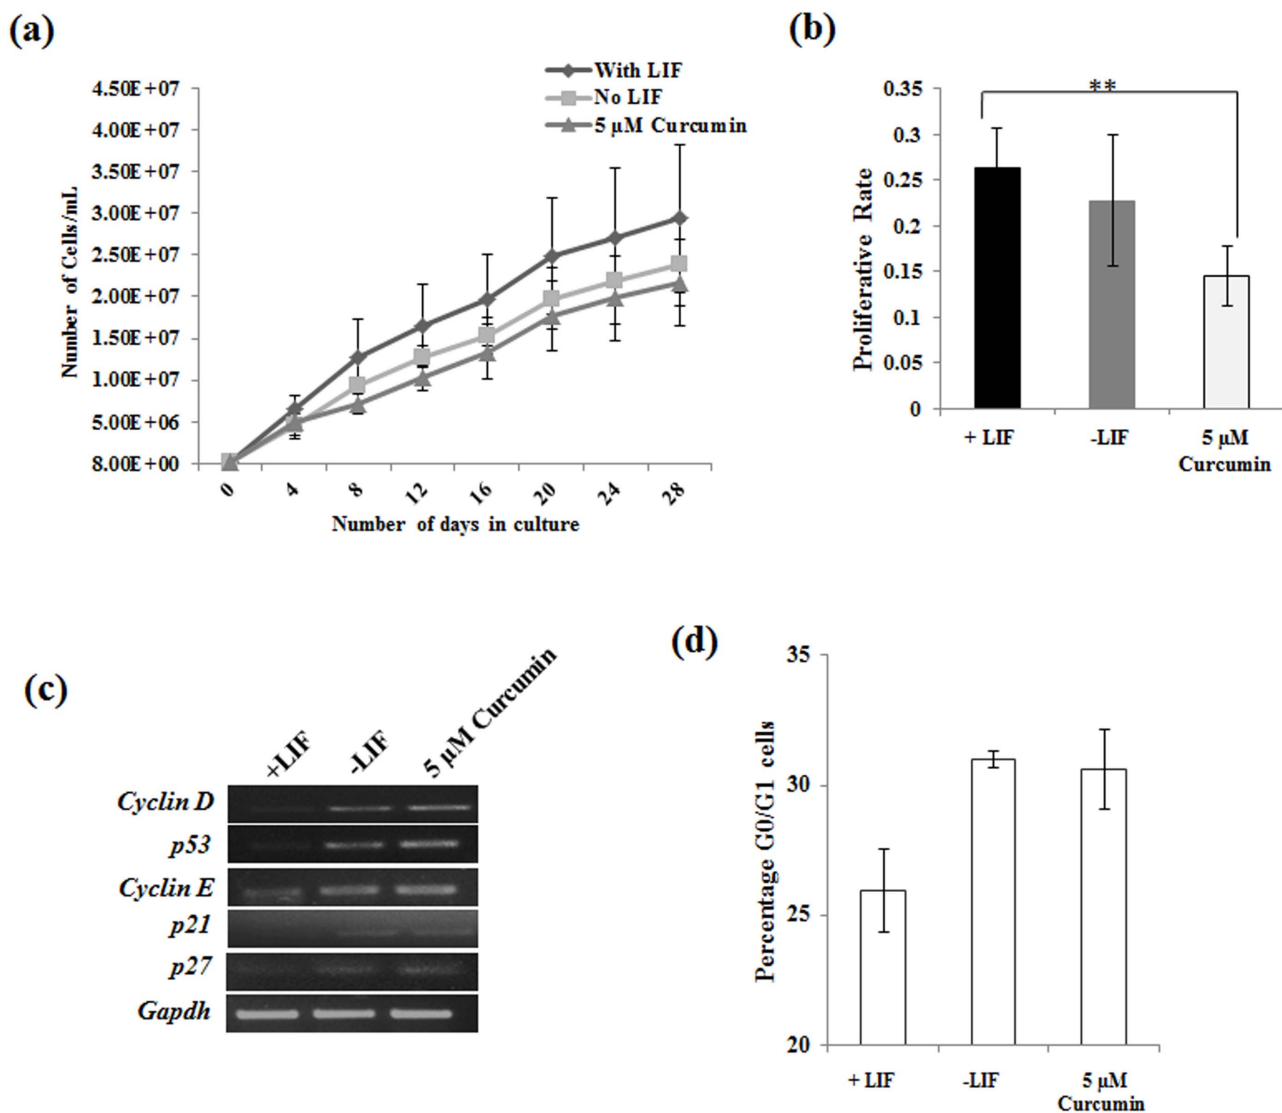 (a)
With LIF
No LIF
5 µM Curcumin
4.50E+07
4.00E+07
3.50E+07
3.00E+07
2.50E+07
2.00E+07
1.50E+07
1.00E+07
5.00E+06
8.00E+00
Number of Cells/mL
0
4
8
12
16
20
24
28
Number of days in culture
(b)
**
0.35
0.3
0.25
0.2
0.15
0.1
0.05
0
Proliferative Rate
+ LIF
-LIF
5 µM
Curcumin
(c)
+LIF
-LIF
5 µM Curcumin
Cyclin D
p53
Cyclin E
p21
p27
Gapdh
(d)
35
30
25
20
Percentage G0/G1 cells
+ LIF
-LIF
5 µM
Curcumin